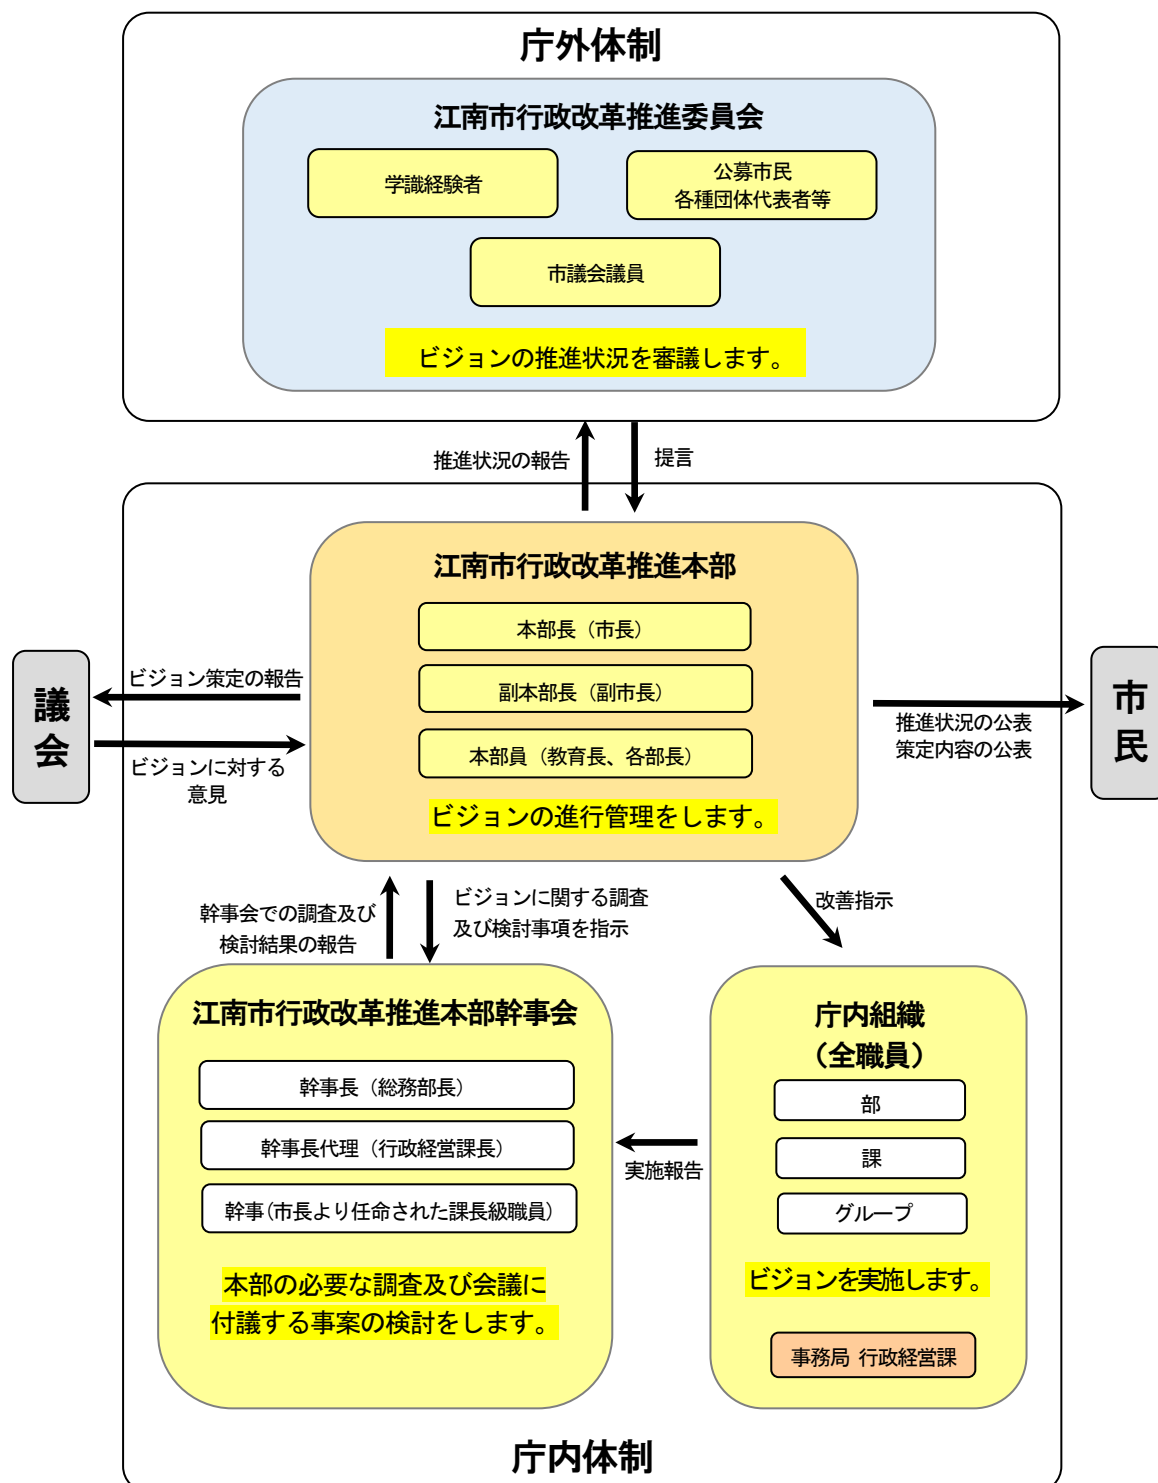 庁外体制
江南市行政改革推進委員会
学識経験者
公募市民
各種団体代表者等
市議会議員
ビジョンの推進状況を審議します。
推進状況の報告
提言
江南市行政改革推進本部
本部長（市長）
副本部長（副市長）
本部員（教育長、各部長）
ビジョンの進行管理をします。
議
会
ビジョン策定の報告
ビジョンに対する
意見
市
民
推進状況の公表
策定内容の公表
幹事会での調査及び
検討結果の報告
ビジョンに関する調査
及び検討事項を指示
改善指示
江南市行政改革推進本部幹事会
幹事長（総務部長）
幹事長代理（行政経営課長）
幹事（市長より任命された課長級職員）
本部の必要な調査及び会議に
付議する事案の検討をします。
実施報告
庁内組織
（全職員）
部
課
グループ
ビジョンを実施します。
事務局 行政経営課
庁内体制